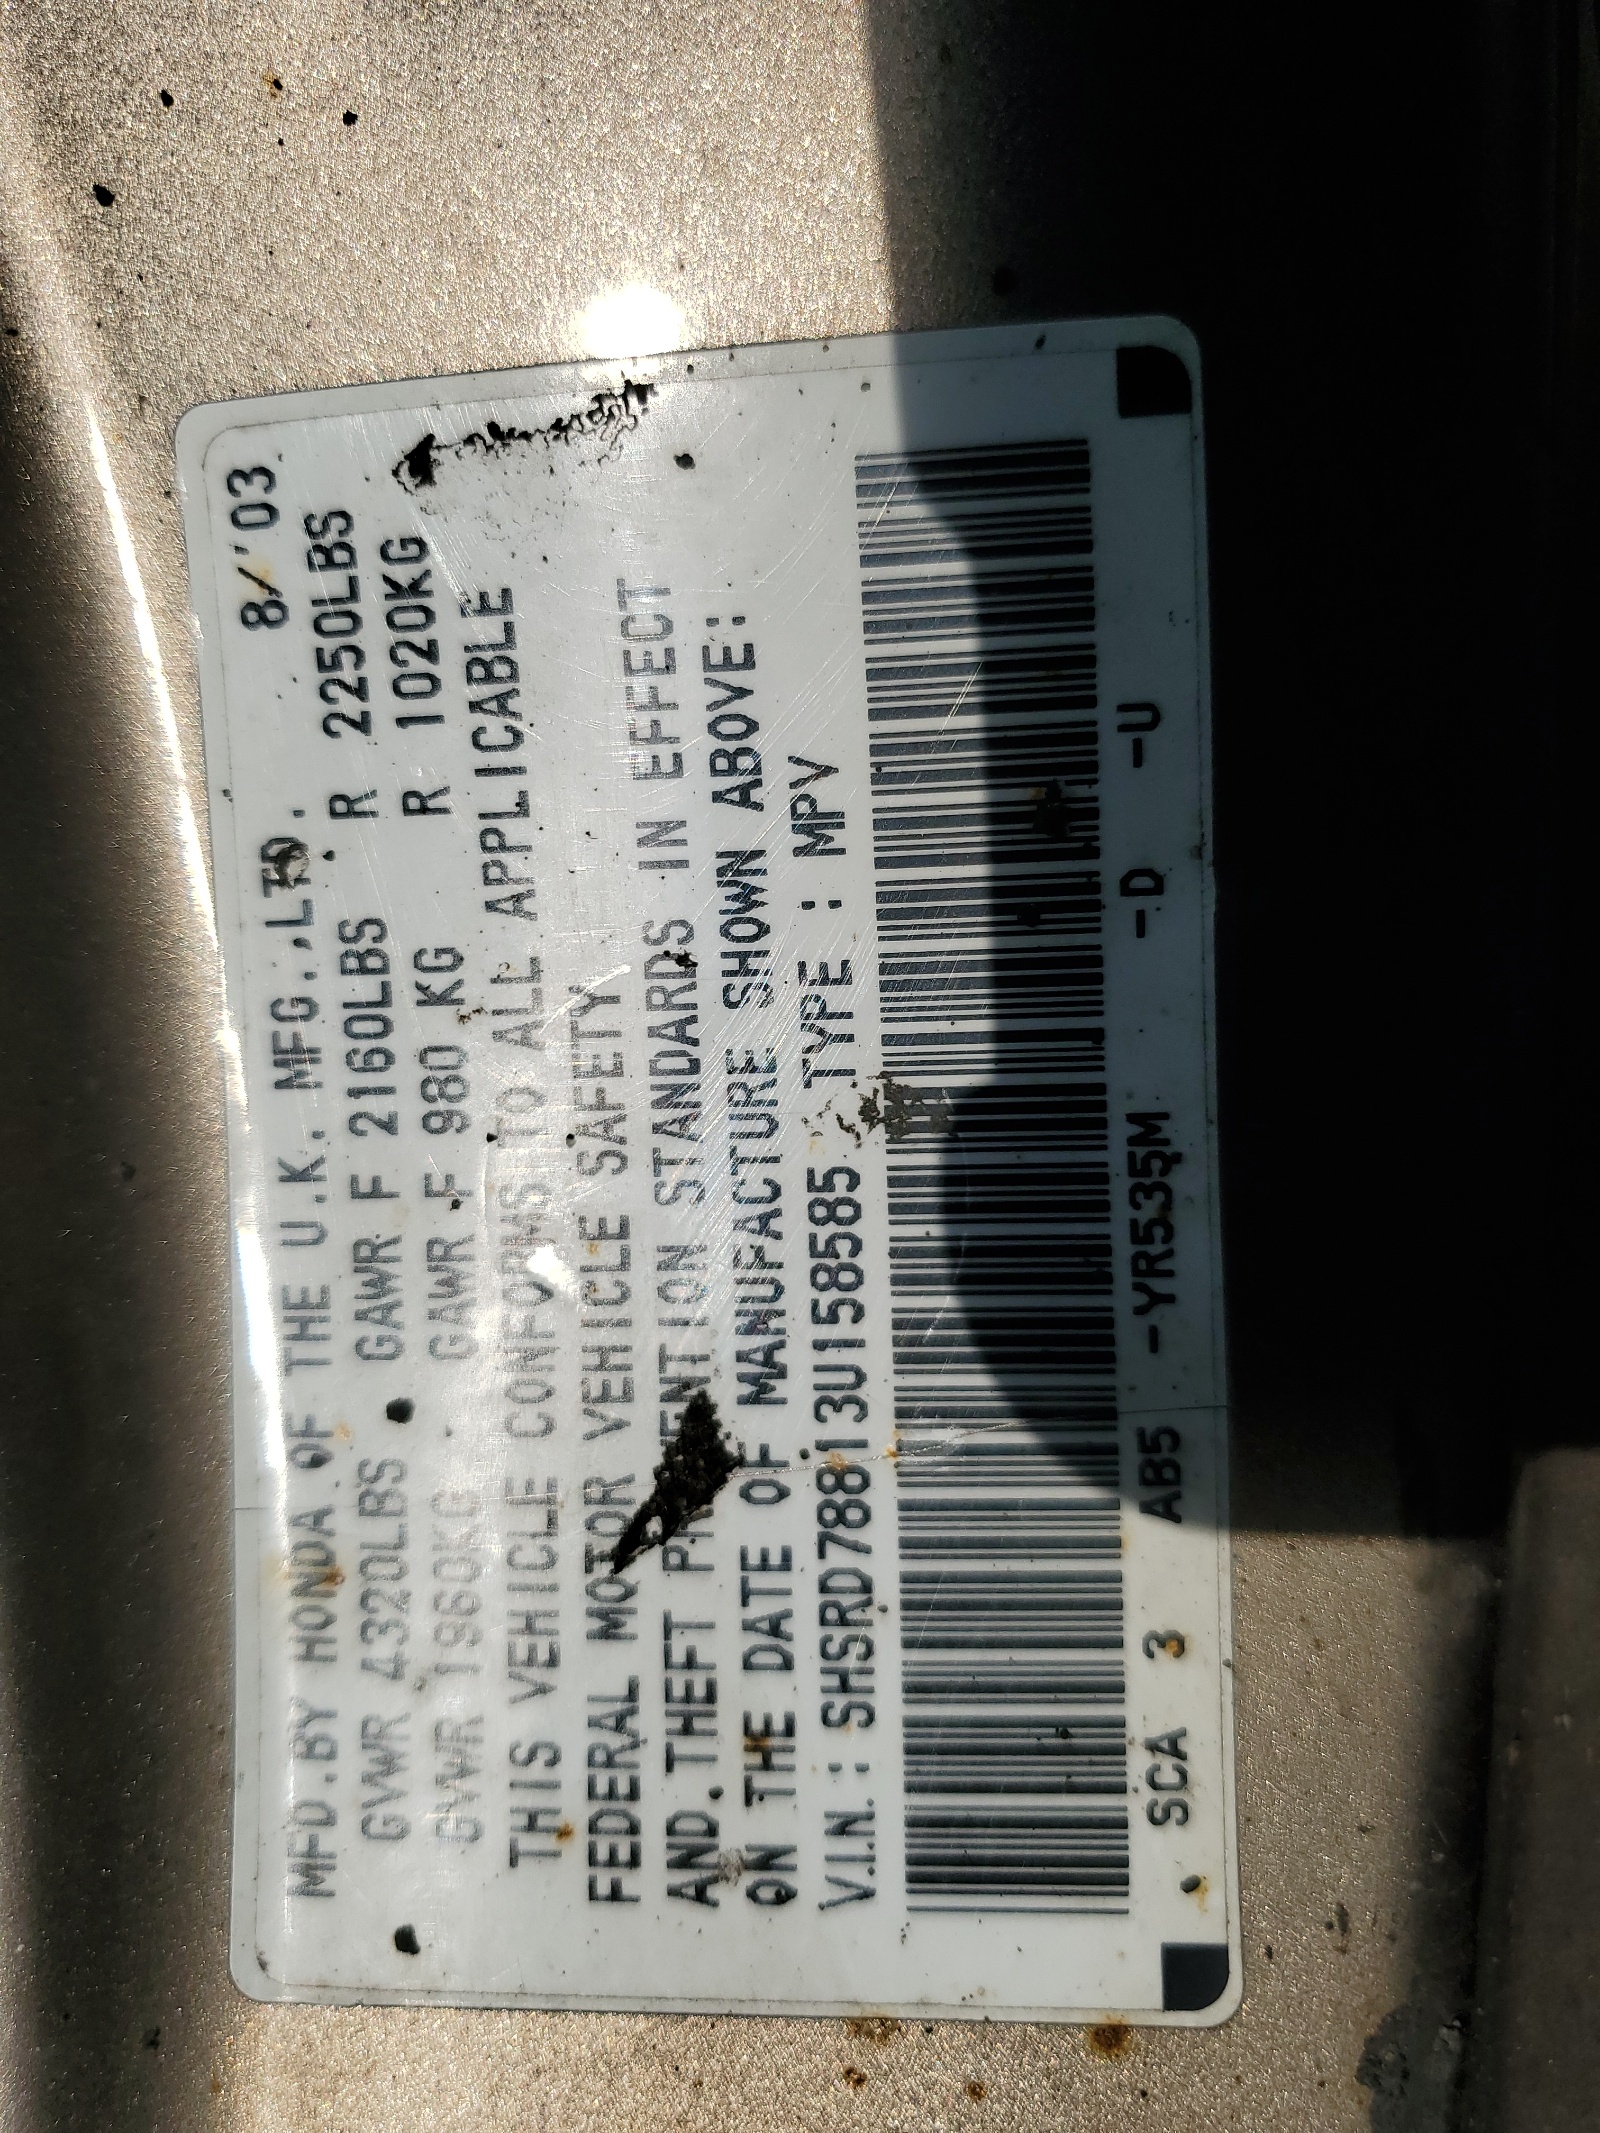 MFD.BY HONDA OF THE U.K. MFG.,LTD. 8/'03
GVWR 4320LBS GAWR F 2160LBS R 2250LBS
GVWR 1960KG GAWR F 980 KG R 1020KG
THIS VEHICLE CONFORMS TO ALL APPLICABLE
FEDERAL MOTOR VEHICLE SAFETY
AND THEFT PREVENTION STANDARDS IN EFFECT
ON THE DATE OF MANUFACTURE SHOWN ABOVE:
V.I.N.: SHSRD78813U158585 TYPE : MPV
SCA 3 AB5 -YR535M -D -U